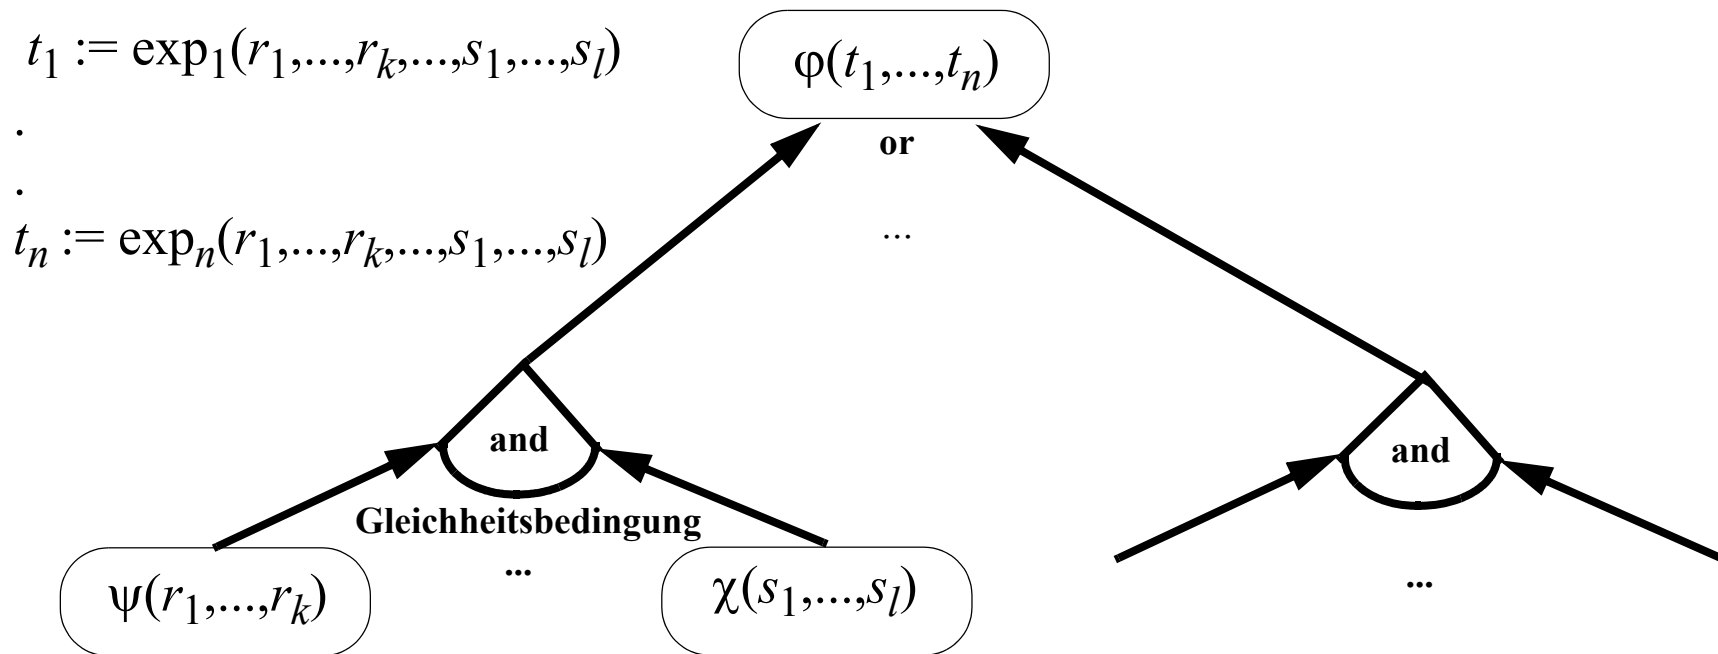 t₁ := exp₁(r₁,...,rₖ,...,s₁,...,sₗ)
.
.
tₙ := expₙ(r₁,...,rₖ,...,s₁,...,sₗ)
φ(t₁,...,tₙ)
or
...
and
Gleichheitsbedingung
...
ψ(r₁,...,rₖ)
χ(s₁,...,sₗ)
and
...